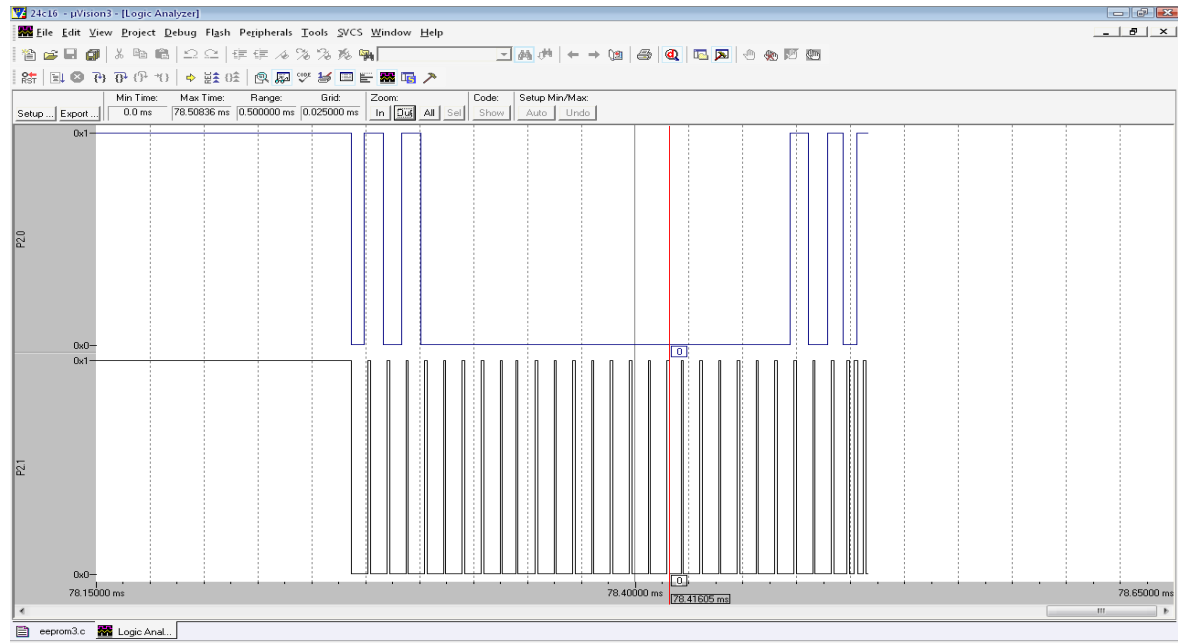 24c16 - µVision3 - [Logic Analyzer]
File Edit View Project Debug Flash Peripherals Tools SVCS Window Help
RST CODE
Min Time: Max Time: Range: Grid: Zoom: Code: Setup Min/Max:
Setup ... Export ... 0.0 ms 78.50836 ms 0.500000 ms 0.025000 ms In Out All Sel Show Auto Undo
0x1
P2.0
0x0
0
0x1
P2.1
0x0
0
78.15000 ms 78.40000 ms 78.41605 ms 78.65000 ms
eeprom3.c Logic Anal...